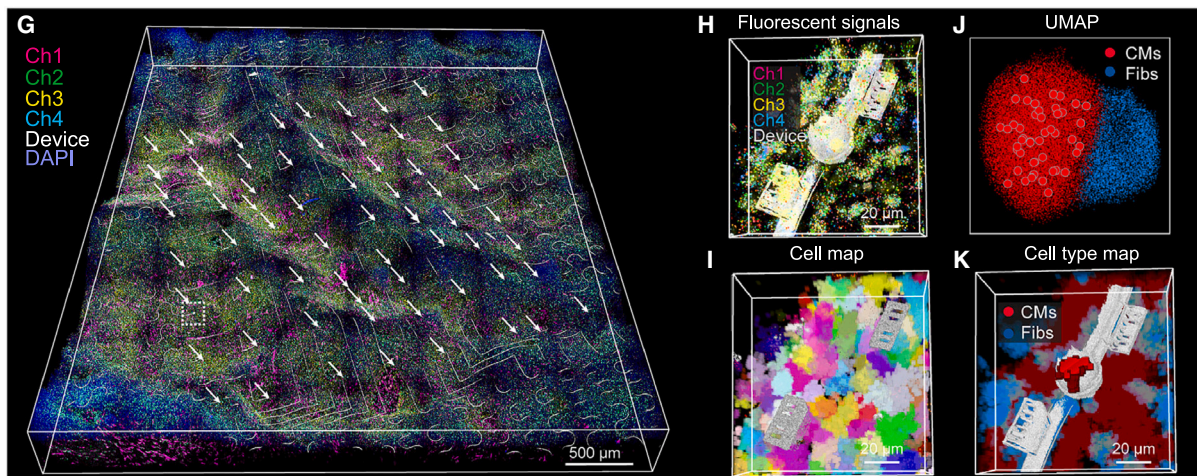 G
Ch1
Ch2
Ch3
Ch4
Device
DAPI
500 µm
H
Fluorescent signals
Ch1
Ch2
Ch3
Ch4
Device
20 µm
I
Cell map
20 µm
J
UMAP
CMs
Fibs
K
Cell type map
CMs
Fibs
20 µm